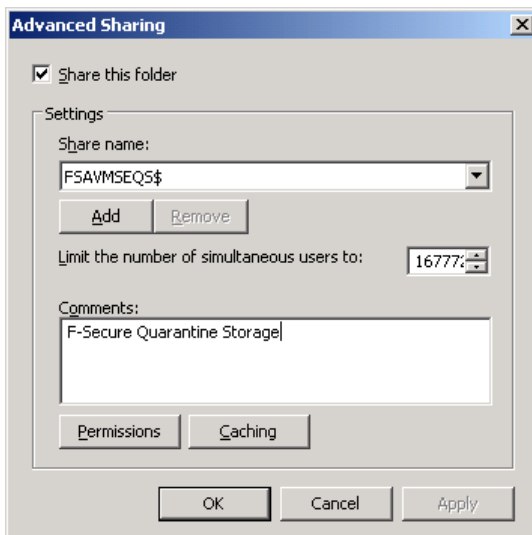 Advanced Sharing
Share this folder
Settings
Share name:
FSAVMSEQS$
Add Remove
Limit the number of simultaneous users to: 167772
Comments:
F-Secure Quarantine Storage
Permissions Caching
OK Cancel Apply